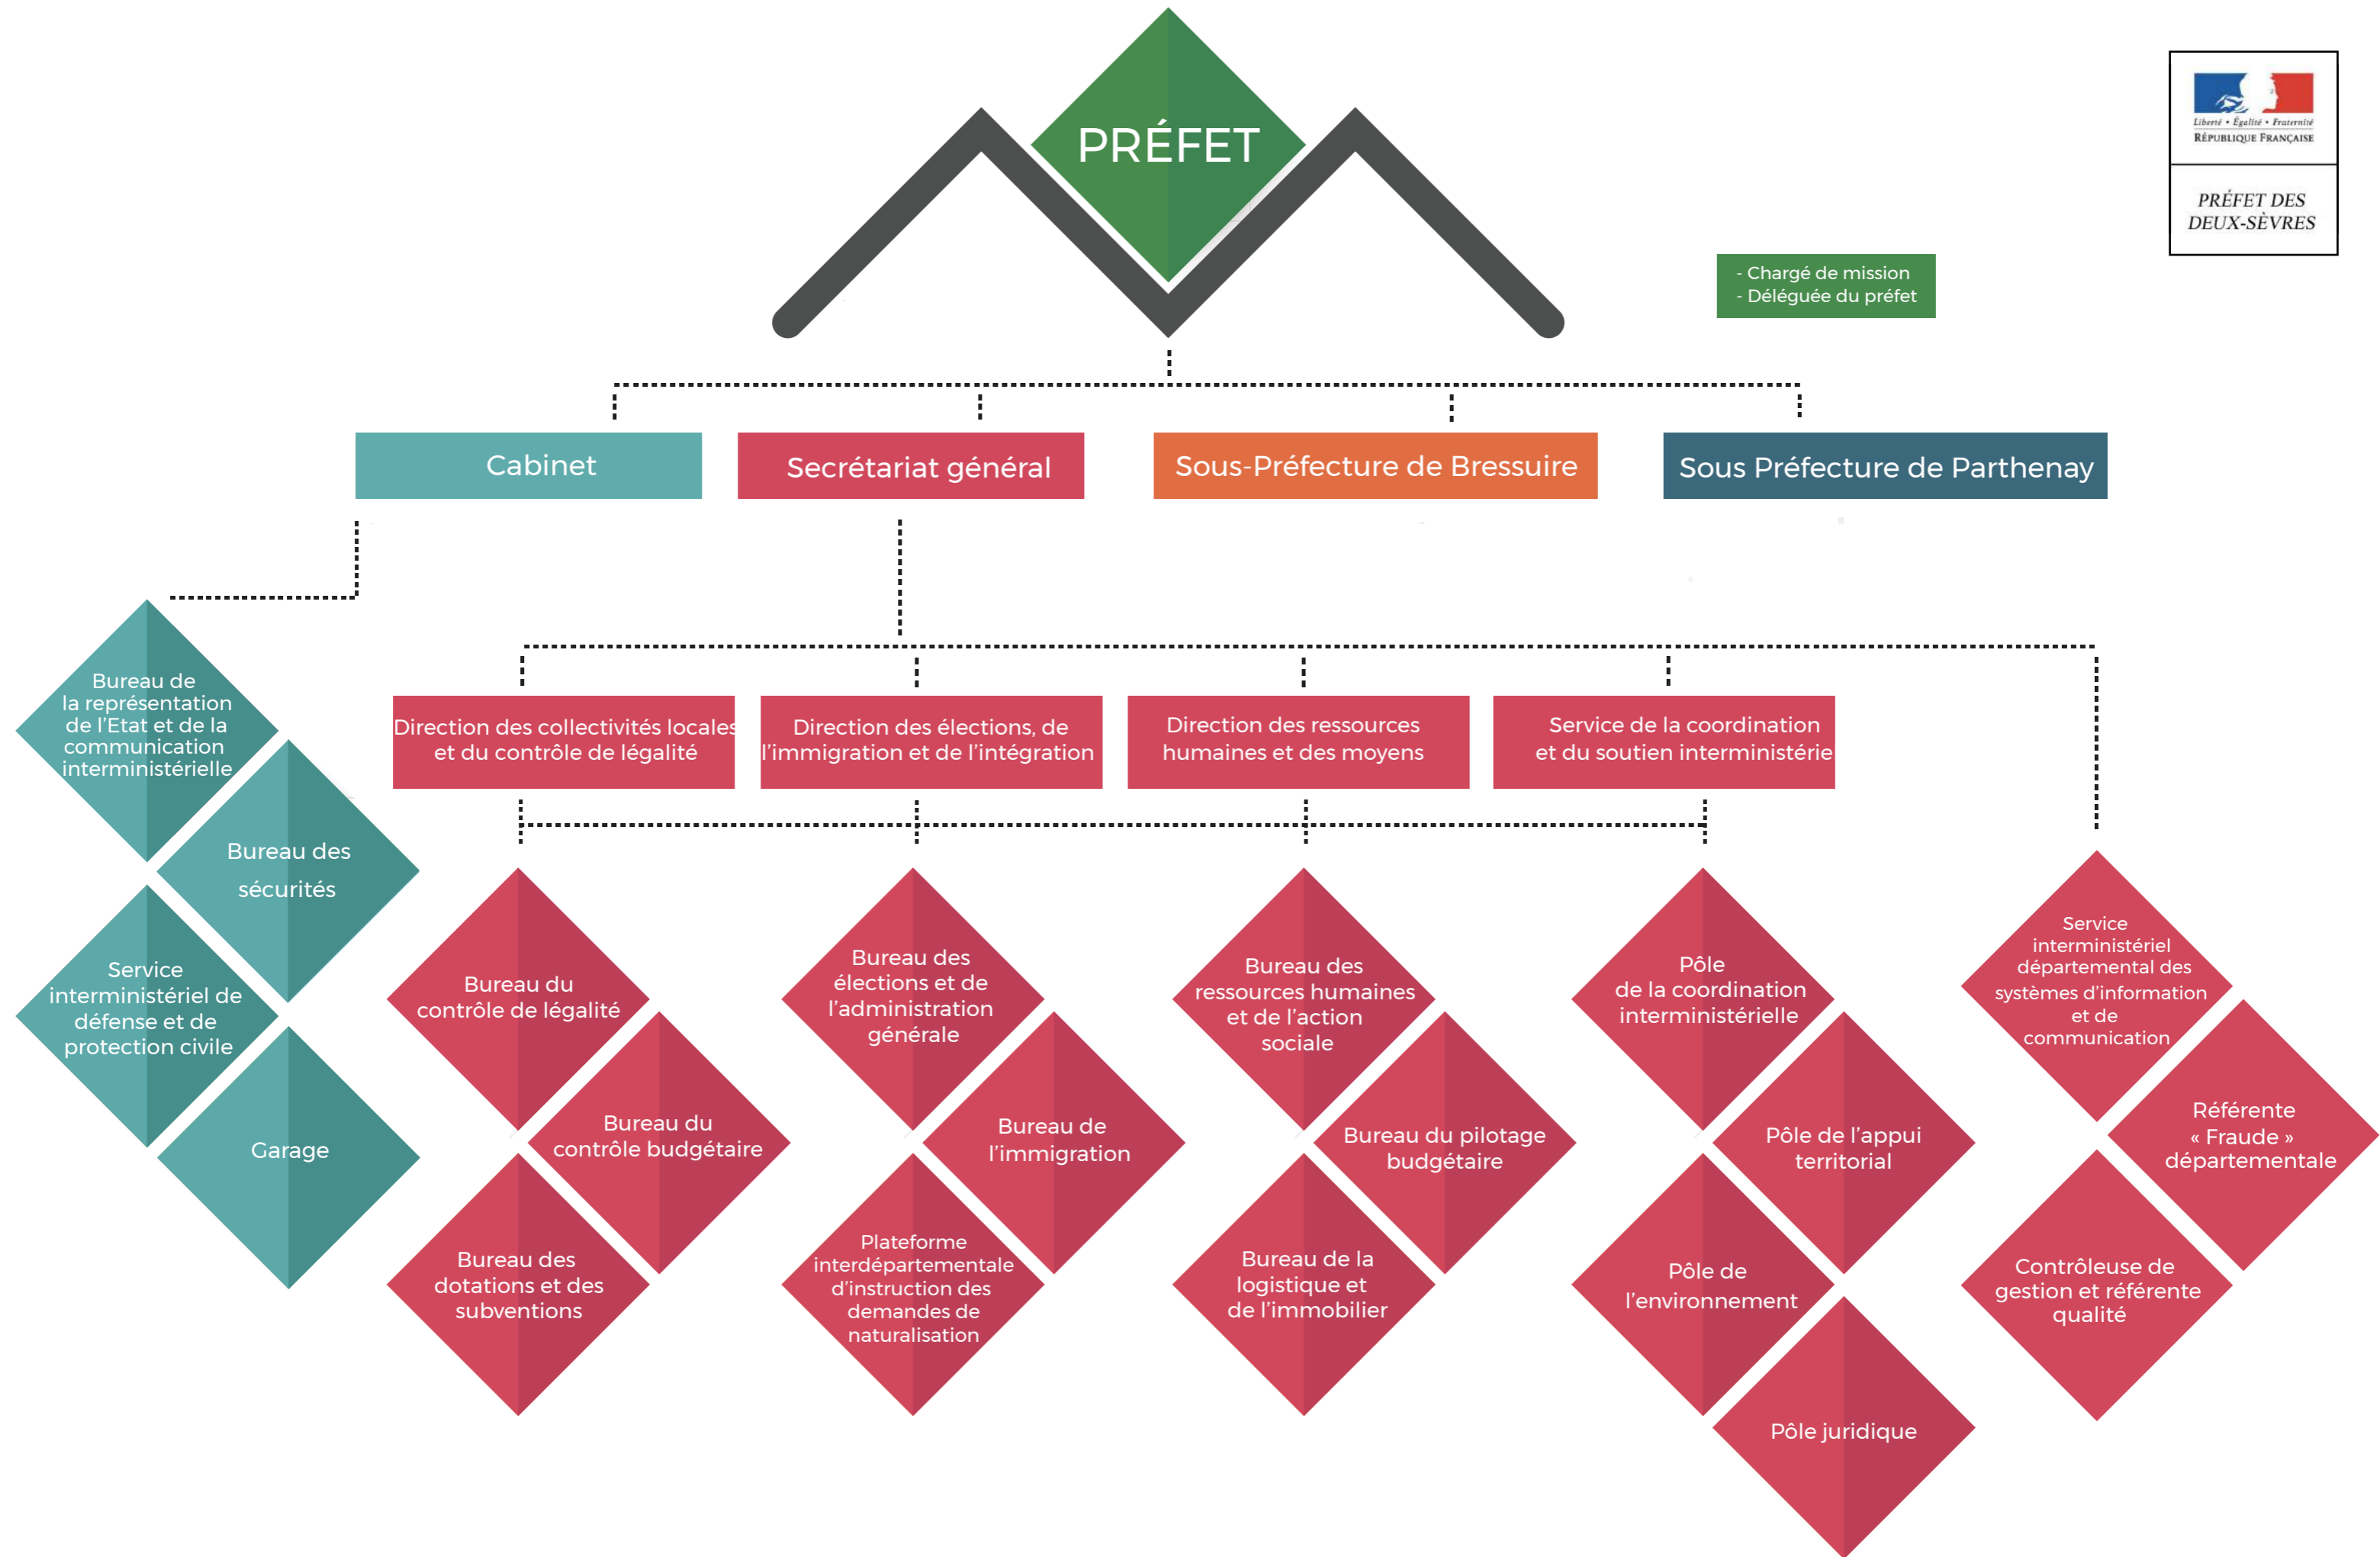 PRÉFET
Liberté • Égalité • Fraternité
RÉPUBLIQUE FRANÇAISE
PRÉFET DES
DEUX-SÈVRES
- Chargé de mission
- Déléguée du préfet
Cabinet
Secrétariat général
Sous-Préfecture de Bressuire
Sous Préfecture de Parthenay
Bureau de
la représentation
de l'Etat et de la
communication
interministérielle
Bureau des
sécurités
Service
interministériel de
défense et de
protection civile
Garage
Direction des collectivités locales
et du contrôle de légalité
Direction des élections, de
l'immigration et de l'intégration
Direction des ressources
humaines et des moyens
Service de la coordination
et du soutien interministérie
Bureau du
contrôle de légalité
Bureau du
contrôle budgétaire
Bureau des
dotations et des
subventions
Bureau des
élections et de
l'administration
générale
Bureau de
l'immigration
Plateforme
interdépartementale
d'instruction des
demandes de
naturalisation
Bureau des
ressources humaines
et de l'action
sociale
Bureau du pilotage
budgétaire
Bureau de la
logistique et
de l'immobilier
Pôle
de la coordination
interministérielle
Pôle de l'appui
territorial
Pôle de
l'environnement
Pôle juridique
Service
interministériel
départemental des
systèmes d'information
et de
communication
Référente
« Fraude »
départementale
Contrôleuse de
gestion et référente
qualité